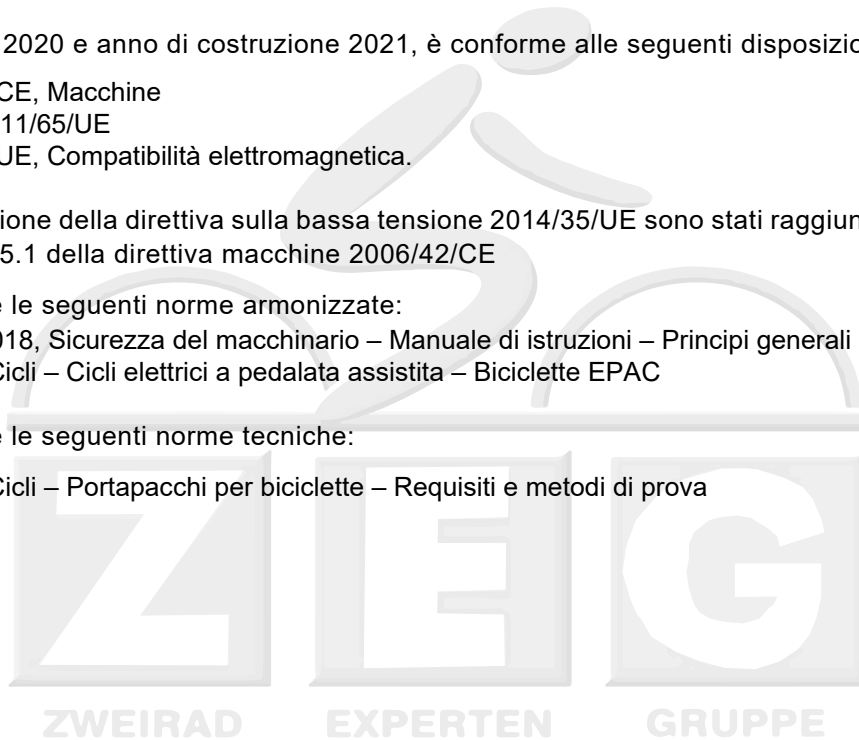 2020 e anno di costruzione 2021, è conforme alle seguenti disposizio
CE, Macchine
11/65/UE
UE, Compatibilità elettromagnetica.
ione della direttiva sulla bassa tensione 2014/35/UE sono stati raggiun
5.1 della direttiva macchine 2006/42/CE
e le seguenti norme armonizzate:
018, Sicurezza del macchinario – Manuale di istruzioni – Principi generali
Cicli – Cicli elettrici a pedalata assistita – Biciclette EPAC
e le seguenti norme tecniche:
Cicli – Portapacchi per biciclette – Requisiti e metodi di prova
ZEG
ZWEIRAD EXPERTEN GRUPPE